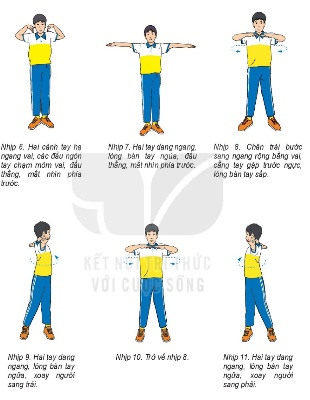 Nhịp 6. Hai cánh tay hạ
ngang vai, các đầu ngón
tay chạm mỏm vai, đầu
thẳng, mắt nhìn phía
trước.
Nhịp 7. Hai tay dang ngang,
lòng bàn tay ngửa, đầu
thẳng, mắt nhìn phía trước.
Nhịp 8. Chân trái bước
sang ngang rộng bằng vai,
cẳng tay gập trước ngực,
lòng bàn tay sấp.
KẾT NỐI TRI THỨC
VỚI CUỘC SỐNG
Nhịp 9. Hai tay dang
ngang, lòng bàn tay
ngửa, xoay người
sang trái.
Nhịp 10. Trở về nhịp 8.
Nhịp 11. Hai tay dang
ngang, lòng bàn tay
ngửa, xoay người
sang phải.